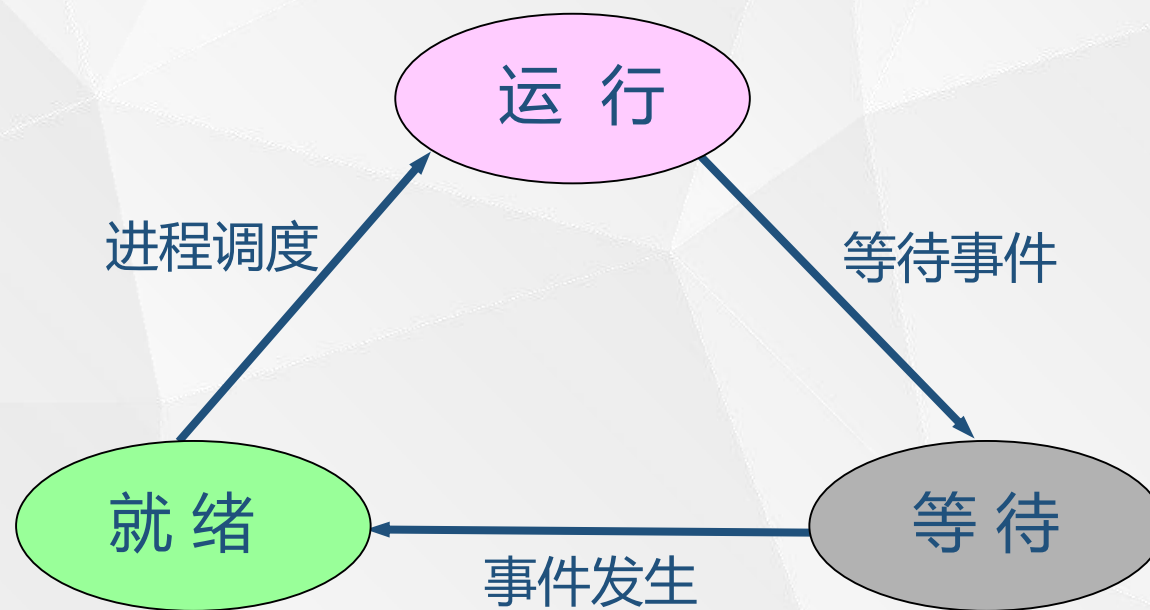 运 行
进程调度
等待事件
就 绪
等 待
事件发生